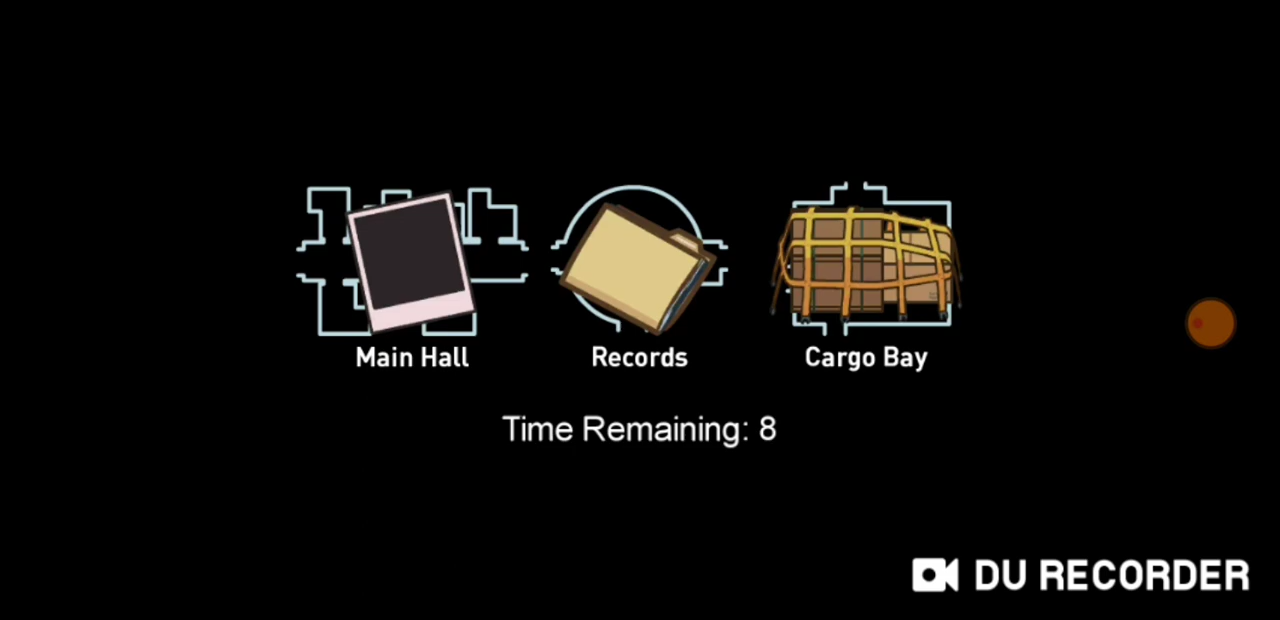 Main Hall
Records
Cargo Bay
Time Remaining: 8
DU RECORDER